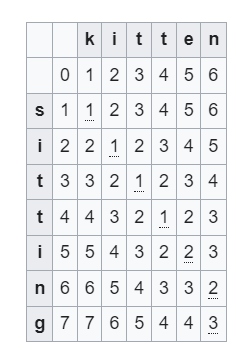 k i t t e n
0 1 2 3 4 5 6
s 1 1 2 3 4 5 6
i 2 2 1 2 3 4 5
t 3 3 2 1 2 3 4
t 4 4 3 2 1 2 3
i 5 5 4 3 2 2 3
n 6 6 5 4 3 3 2
g 7 7 6 5 4 4 3